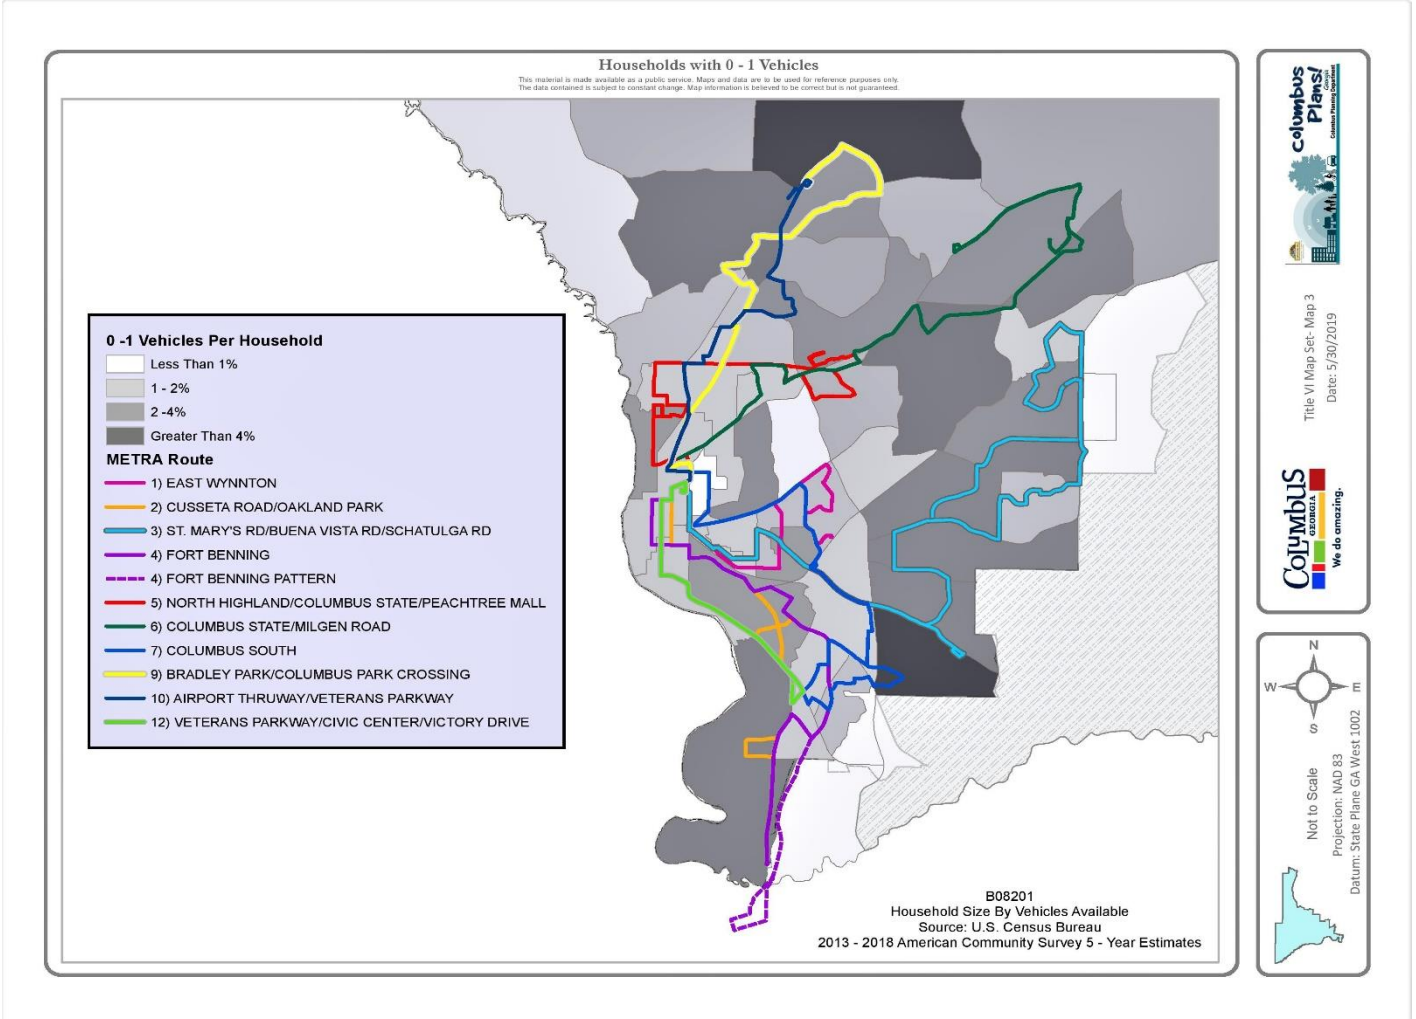 Households with 0 - 1 Vehicles
This material is made available as a public service. Maps and data are to be used for reference purposes only.
The data contained is subject to constant change. Map information is believed to be correct but is not guaranteed.
0 -1 Vehicles Per Household
Less Than 1%
1 - 2%
2 -4%
Greater Than 4%
METRA Route
1) EAST WYNNTON
2) CUSSETA ROAD/OAKLAND PARK
3) ST. MARY'S RD/BUENA VISTA RD/SCHATULGA RD
4) FORT BENNING
4) FORT BENNING PATTERN
5) NORTH HIGHLAND/COLUMBUS STATE/PEACHTREE MALL
6) COLUMBUS STATE/MILGEN ROAD
7) COLUMBUS SOUTH
9) BRADLEY PARK/COLUMBUS PARK CROSSING
10) AIRPORT THRUWAY/VETERANS PARKWAY
12) VETERANS PARKWAY/CIVIC CENTER/VICTORY DRIVE
B08201
Household Size By Vehicles Available
Source: U.S. Census Bureau
2013 - 2018 American Community Survey 5 - Year Estimates
Columbus
Plans!
Georgia
Columbus Planning Department
Title VI Map Set- Map 3
Date: 5/30/2019
COLUMBUS
GEORGIA
We do amazing.
N
W
E
S
Not to Scale
Projection: NAD 83
Datum: State Plane GA West 1002